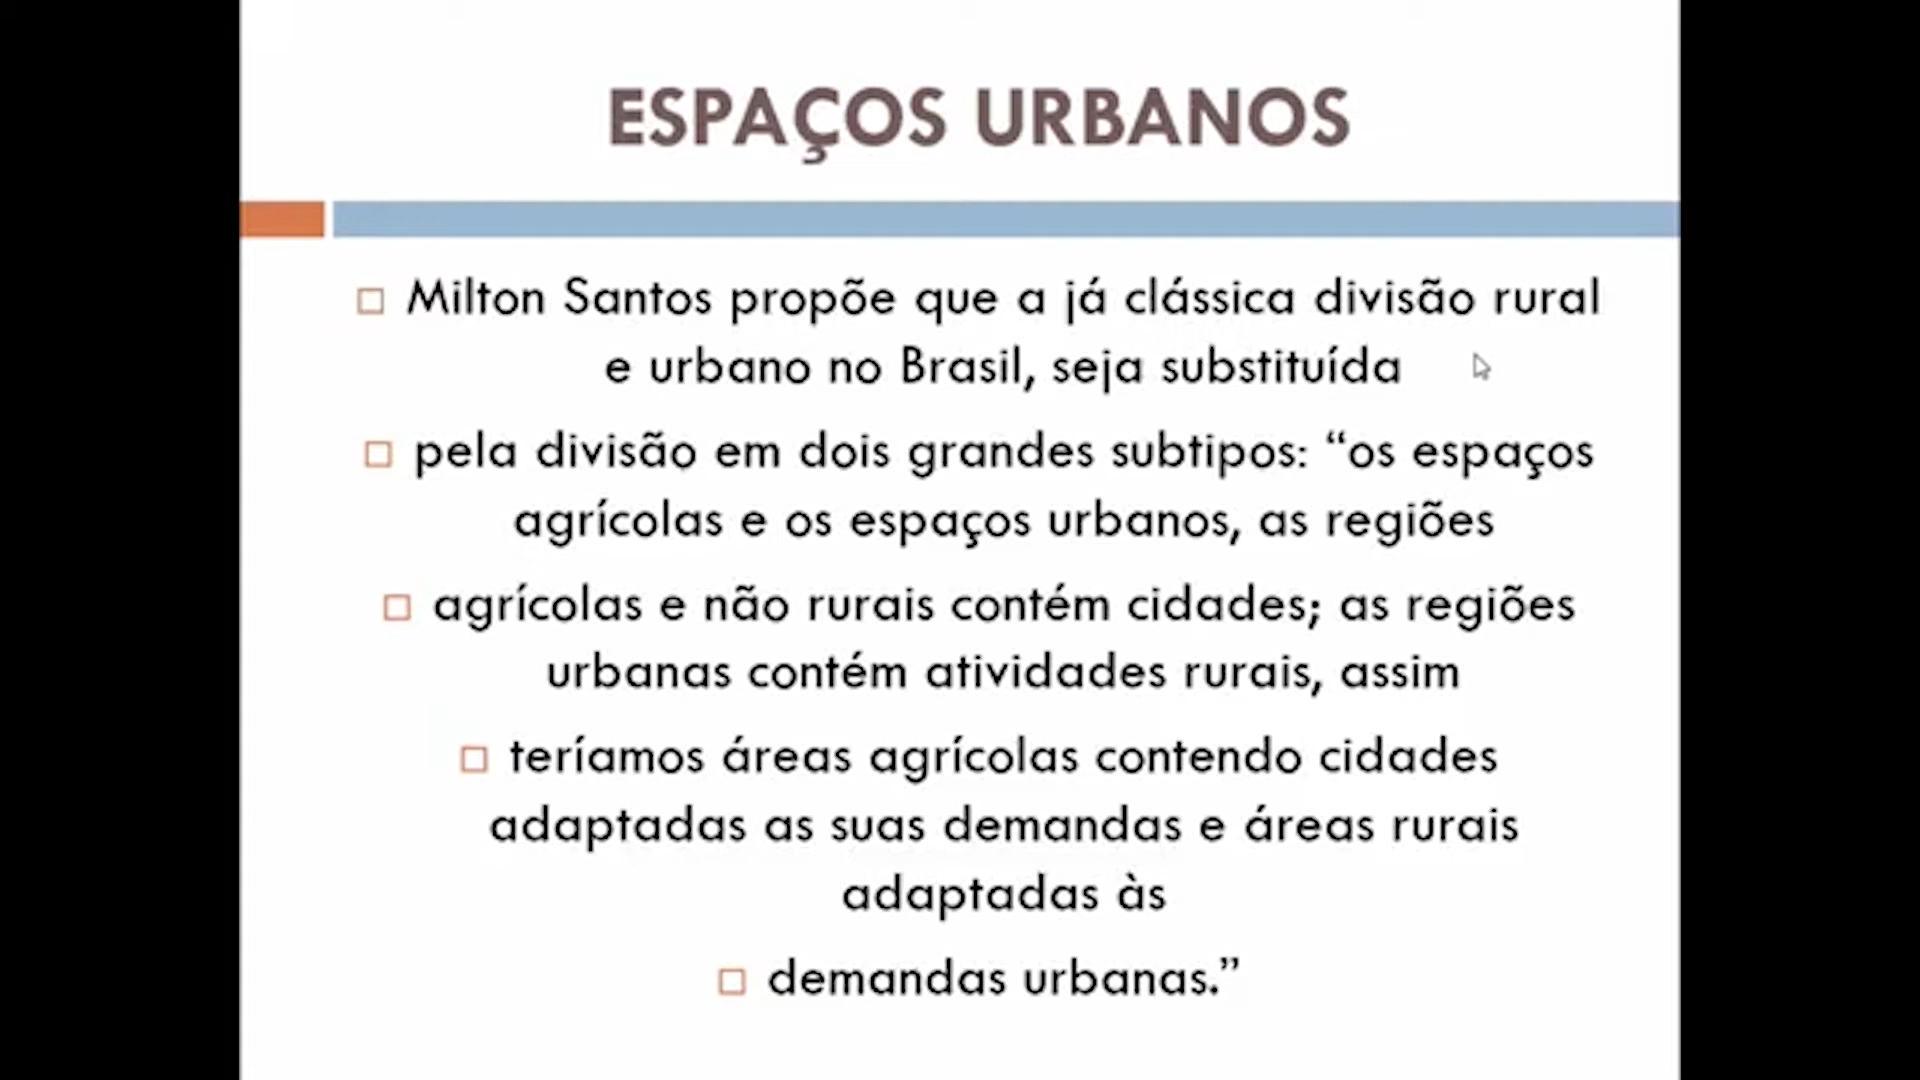 ESPAÇOS URBANOS
Milton Santos propõe que a já clássica divisão rural
e urbano no Brasil, seja substituída
pela divisão em dois grandes subtipos: “os espaços
agrícolas e os espaços urbanos, as regiões
agrícolas e não rurais contém cidades; as regiões
urbanas contém atividades rurais, assim
teríamos áreas agrícolas contendo cidades
adaptadas as suas demandas e áreas rurais
adaptadas às
demandas urbanas.”